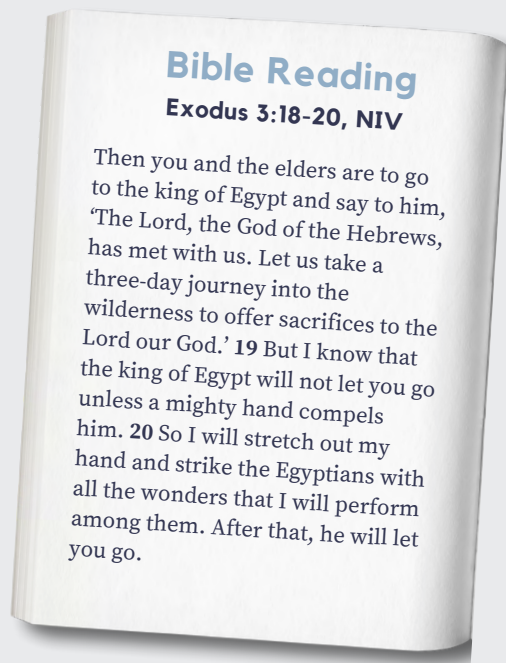 Bible Reading
Exodus 3:18-20, NIV
Then you and the elders are to go
to the king of Egypt and say to him,
‘The Lord, the God of the Hebrews,
has met with us. Let us take a
three-day journey into the
wilderness to offer sacrifices to the
Lord our God.’ 19 But I know that
the king of Egypt will not let you go
unless a mighty hand compels
him. 20 So I will stretch out my
hand and strike the Egyptians with
all the wonders that I will perform
among them. After that, he will let
you go.